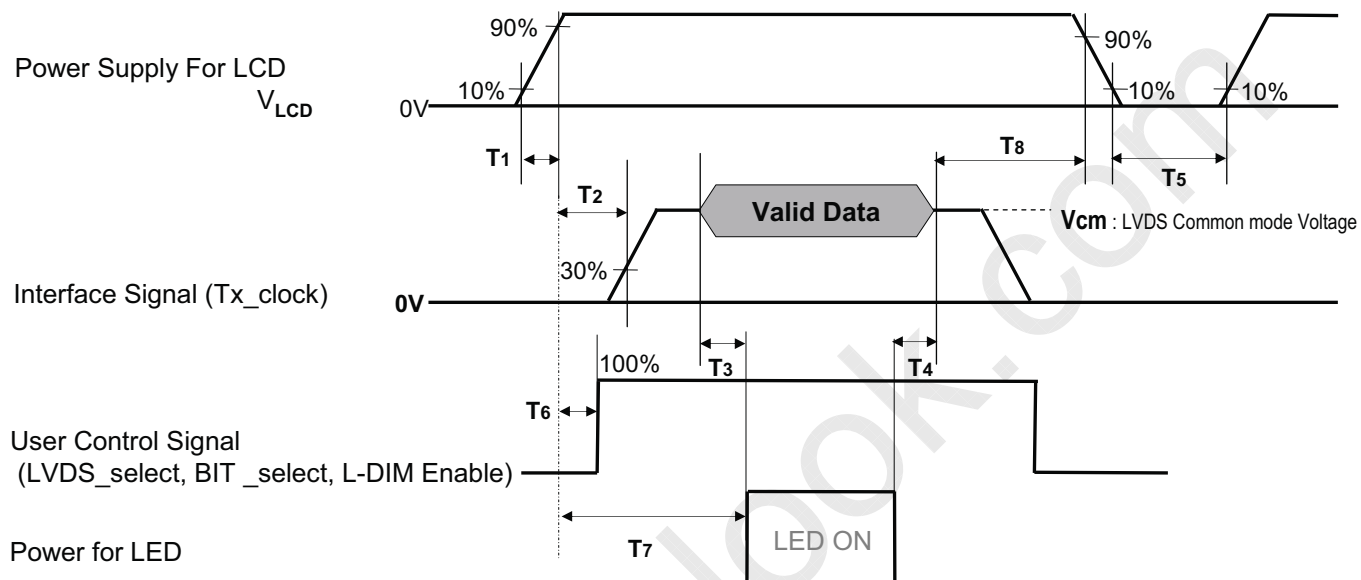 Power Supply For LCD
VLCD
0V
10%
90%
90%
10%
10%
T1
T2
T8
T5
Valid Data
Vcm : LVDS Common mode Voltage
30%
Interface Signal (Tx_clock)
0V
T3
T4
100%
T6
User Control Signal
(LVDS_select, BIT _select, L-DIM Enable)
T7
LED ON
Power for LED
look.com